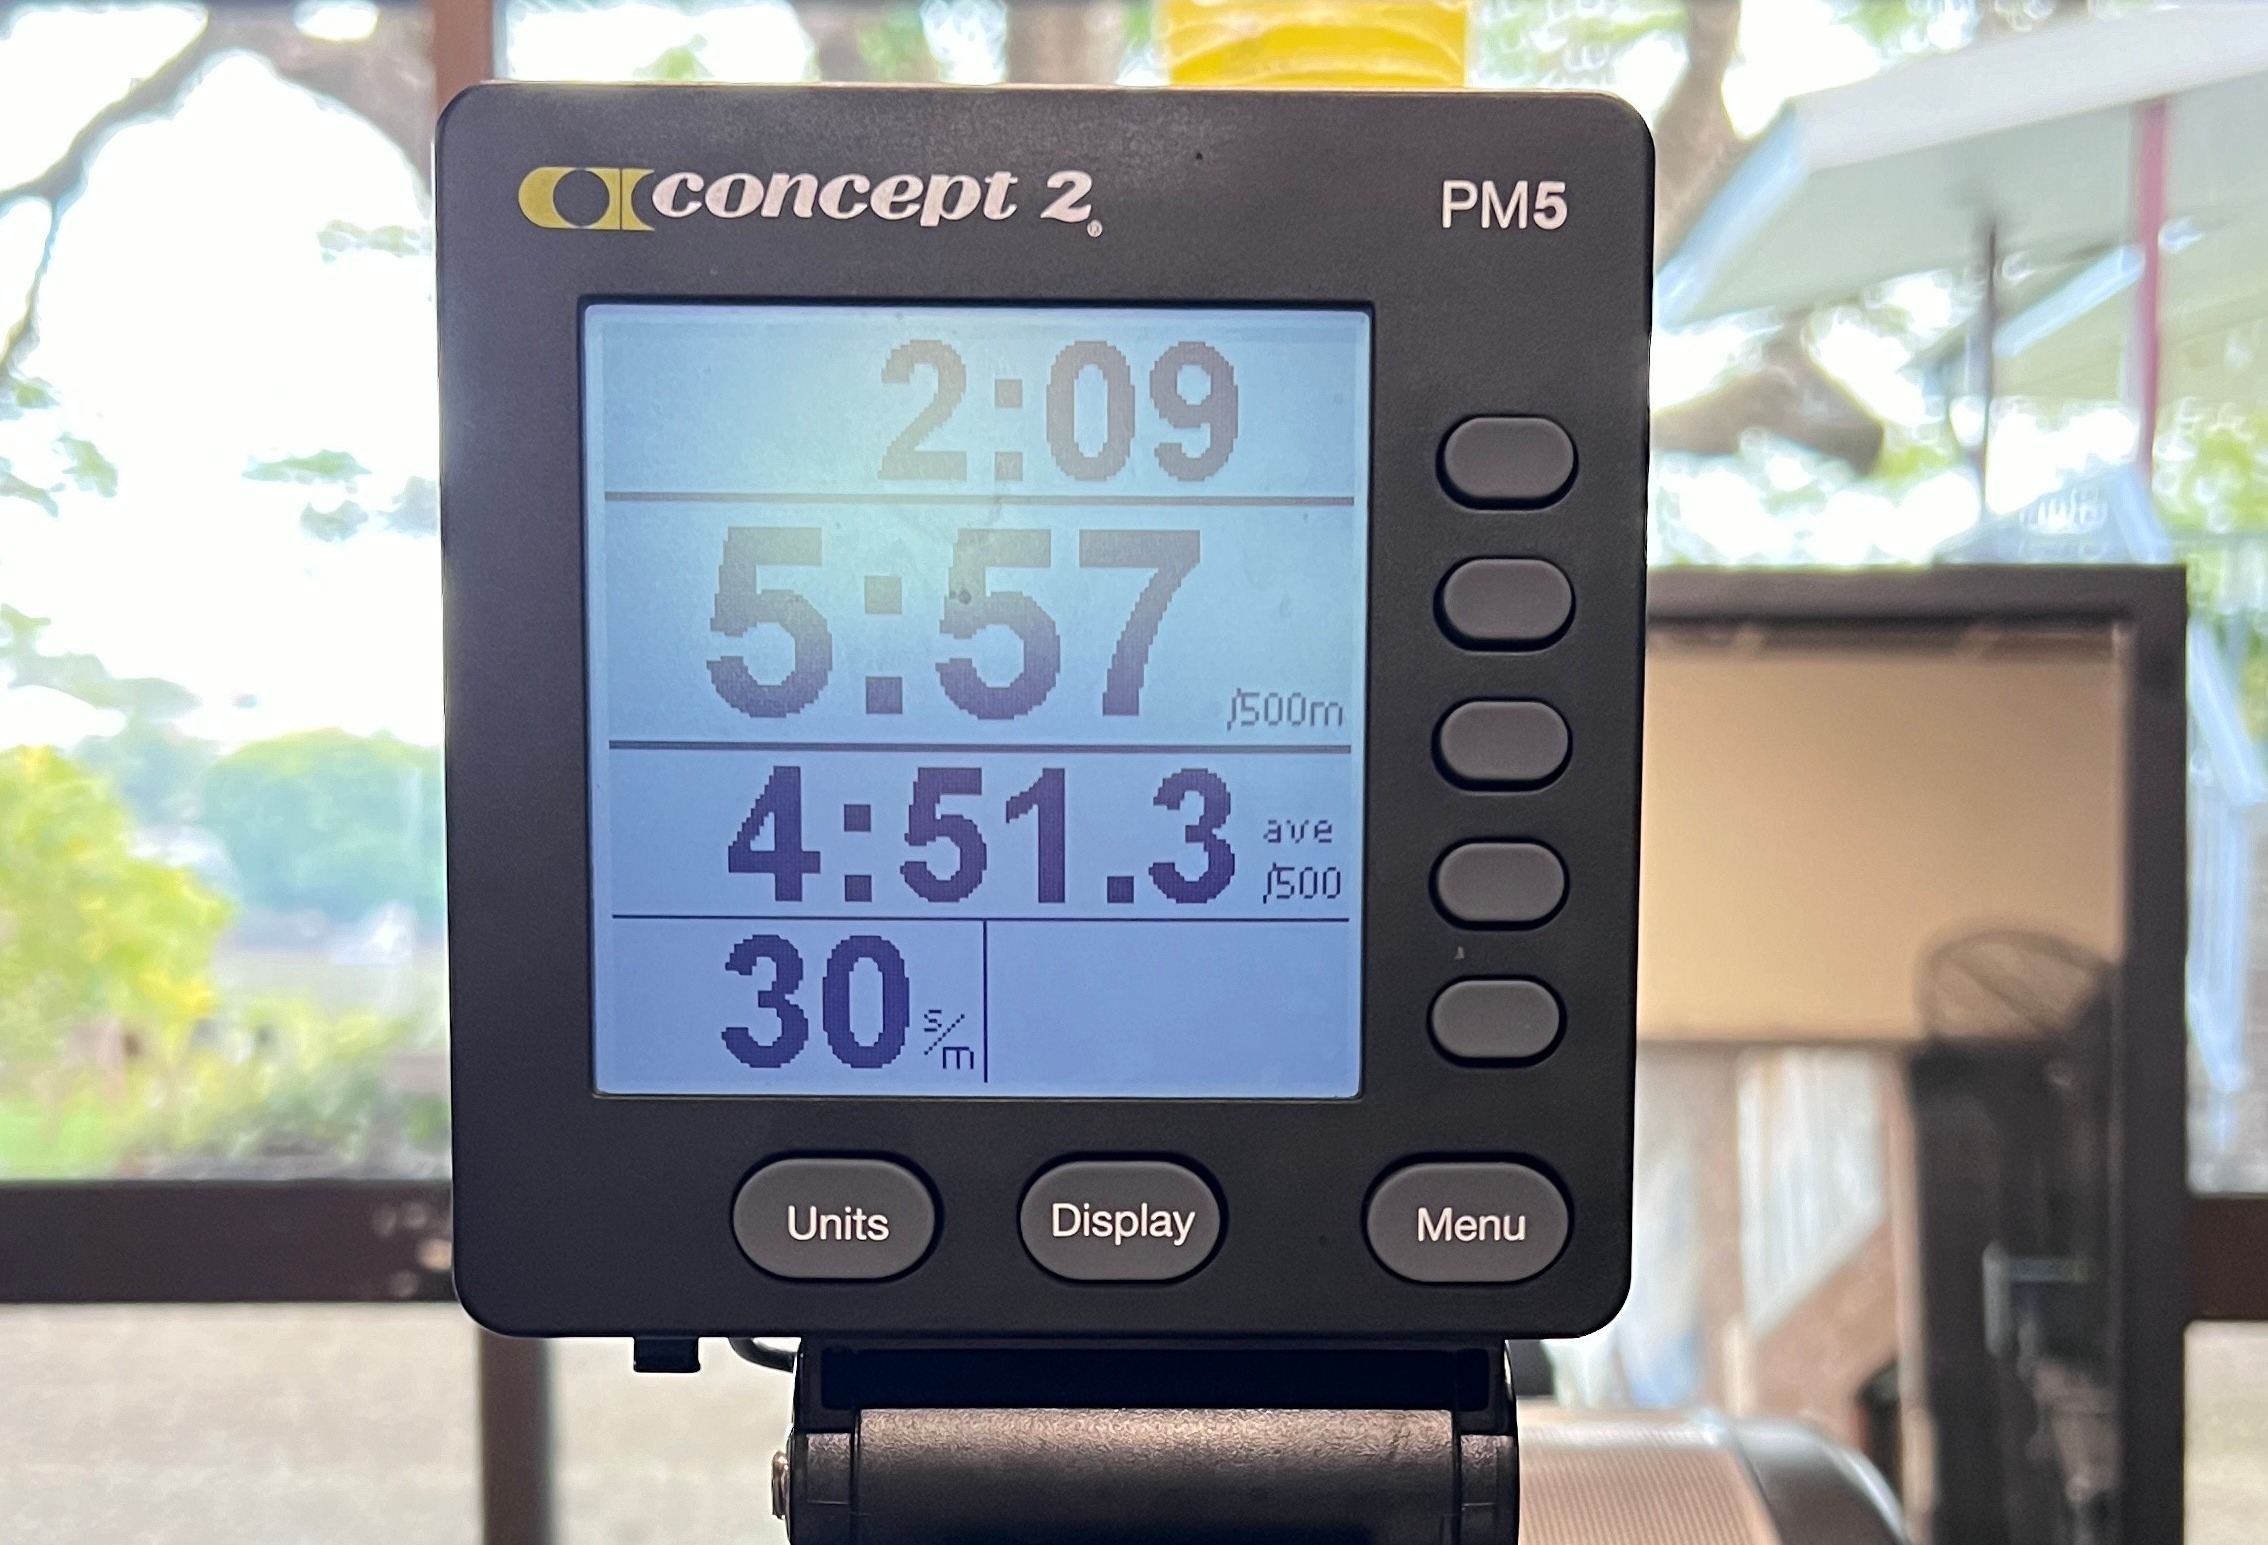 concept 2® PM5
2:09
5:57 /500m
4:51.3 ave /500
30 s/m
Units Display Menu